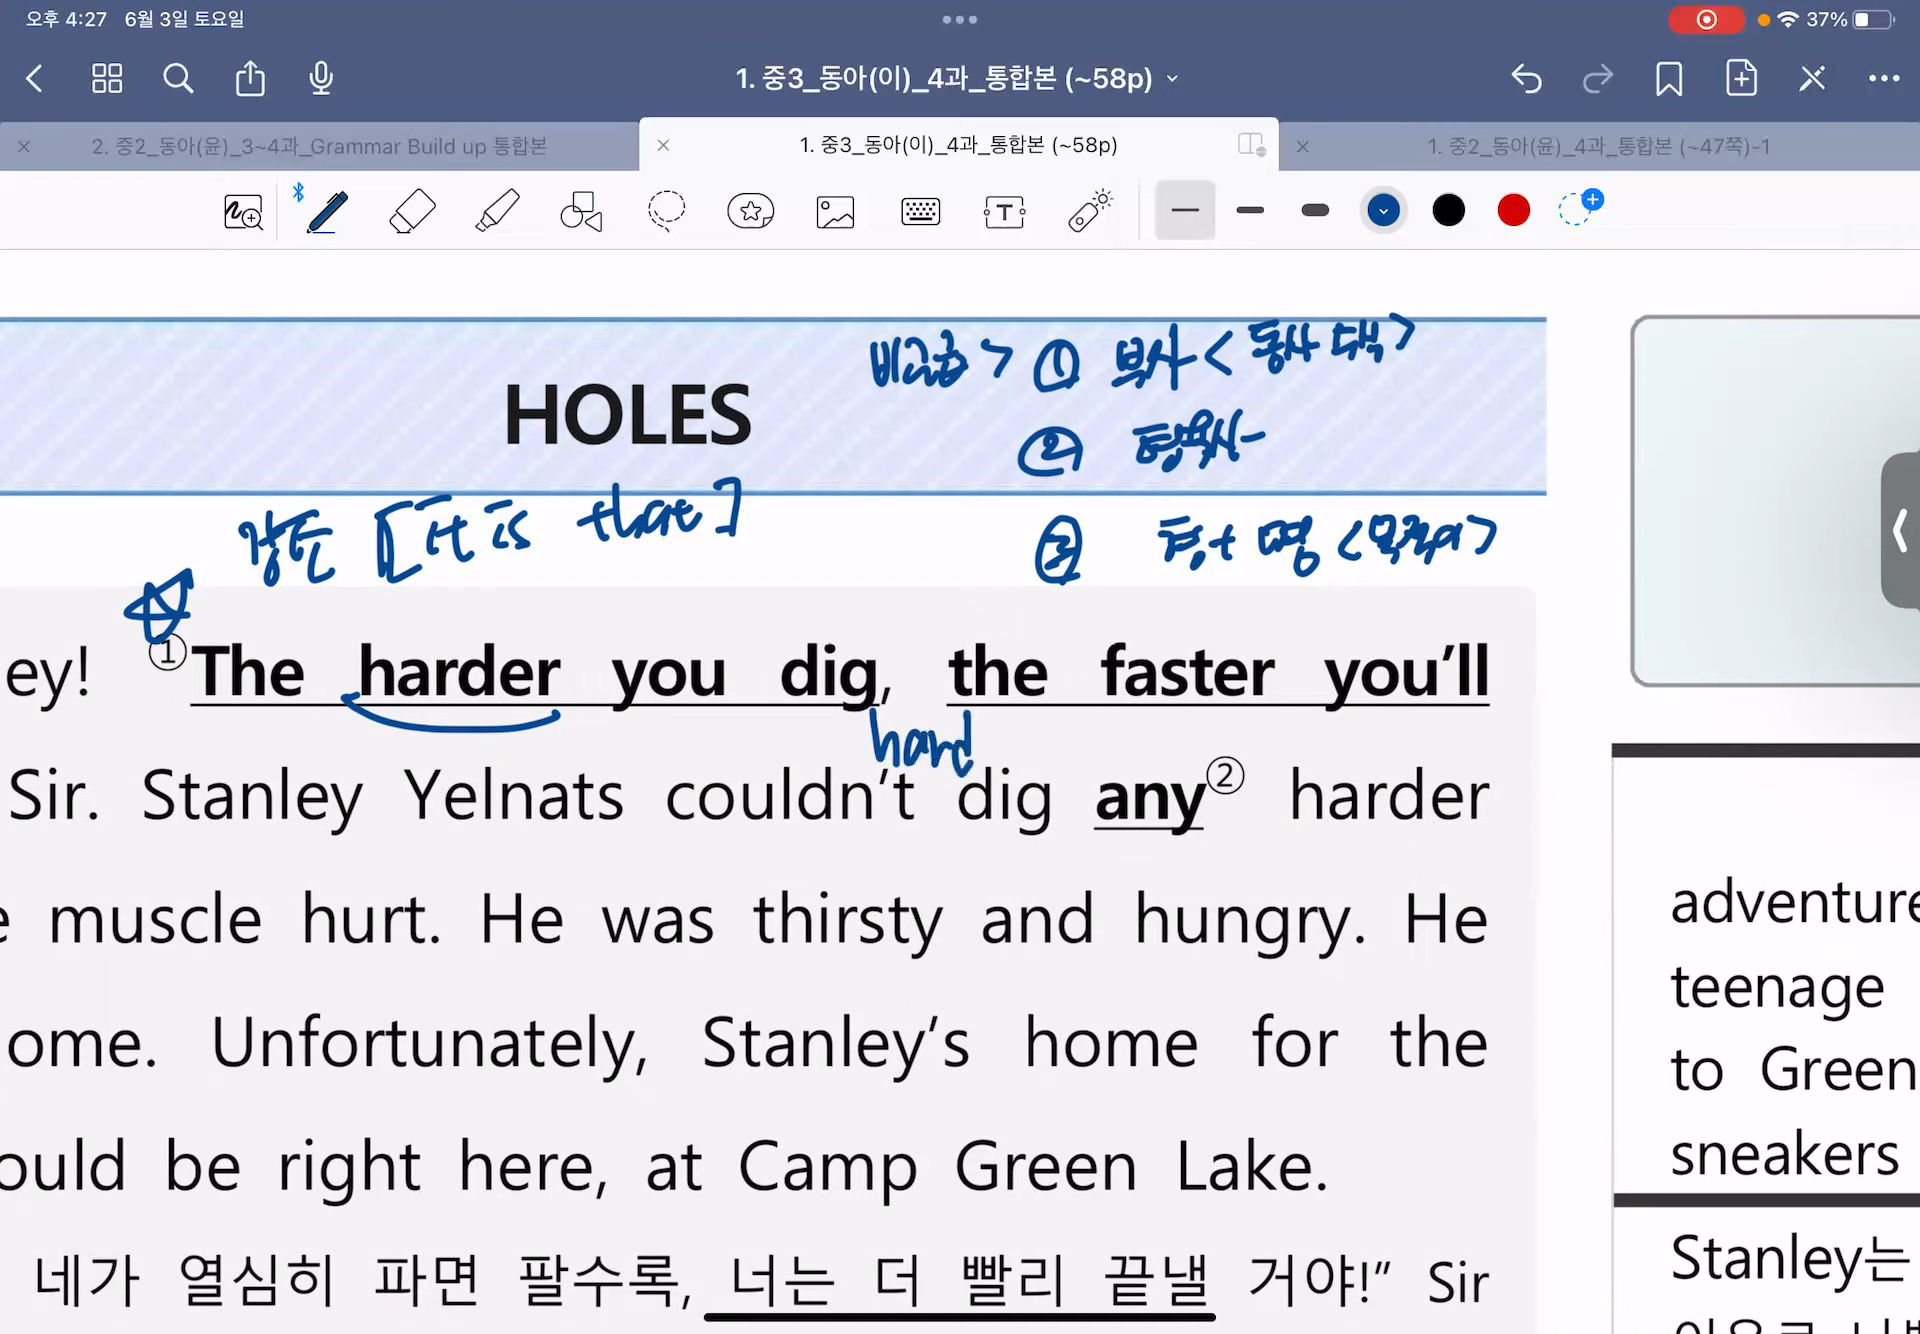 오후 4:27 6월 3일 토요일
37%
1. 중3_동아(이)_4과_통합본 (~58p)
2. 중2_동아(윤)_3~4과_Grammar Build up 통합본
1. 중3_동아(이)_4과_통합본 (~58p)
1. 중2_동아(윤)_4과_통합본 (~47쪽)-1
비교급 > ① 부사 < 동사 수식 >
HOLES
② 형용사
강조 [it is that]
③ 형+명 <목적어>
ey! ①The harder you dig, the faster you'll
hard
Sir. Stanley Yelnats couldn't dig any② harder
e muscle hurt. He was thirsty and hungry. He
ome. Unfortunately, Stanley's home for the
ould be right here, at Camp Green Lake.
네가 열심히 파면 팔수록, 너는 더 빨리 끝낼 거야!" Sir
adventure
teenage
to Green
sneakers
Stanley는